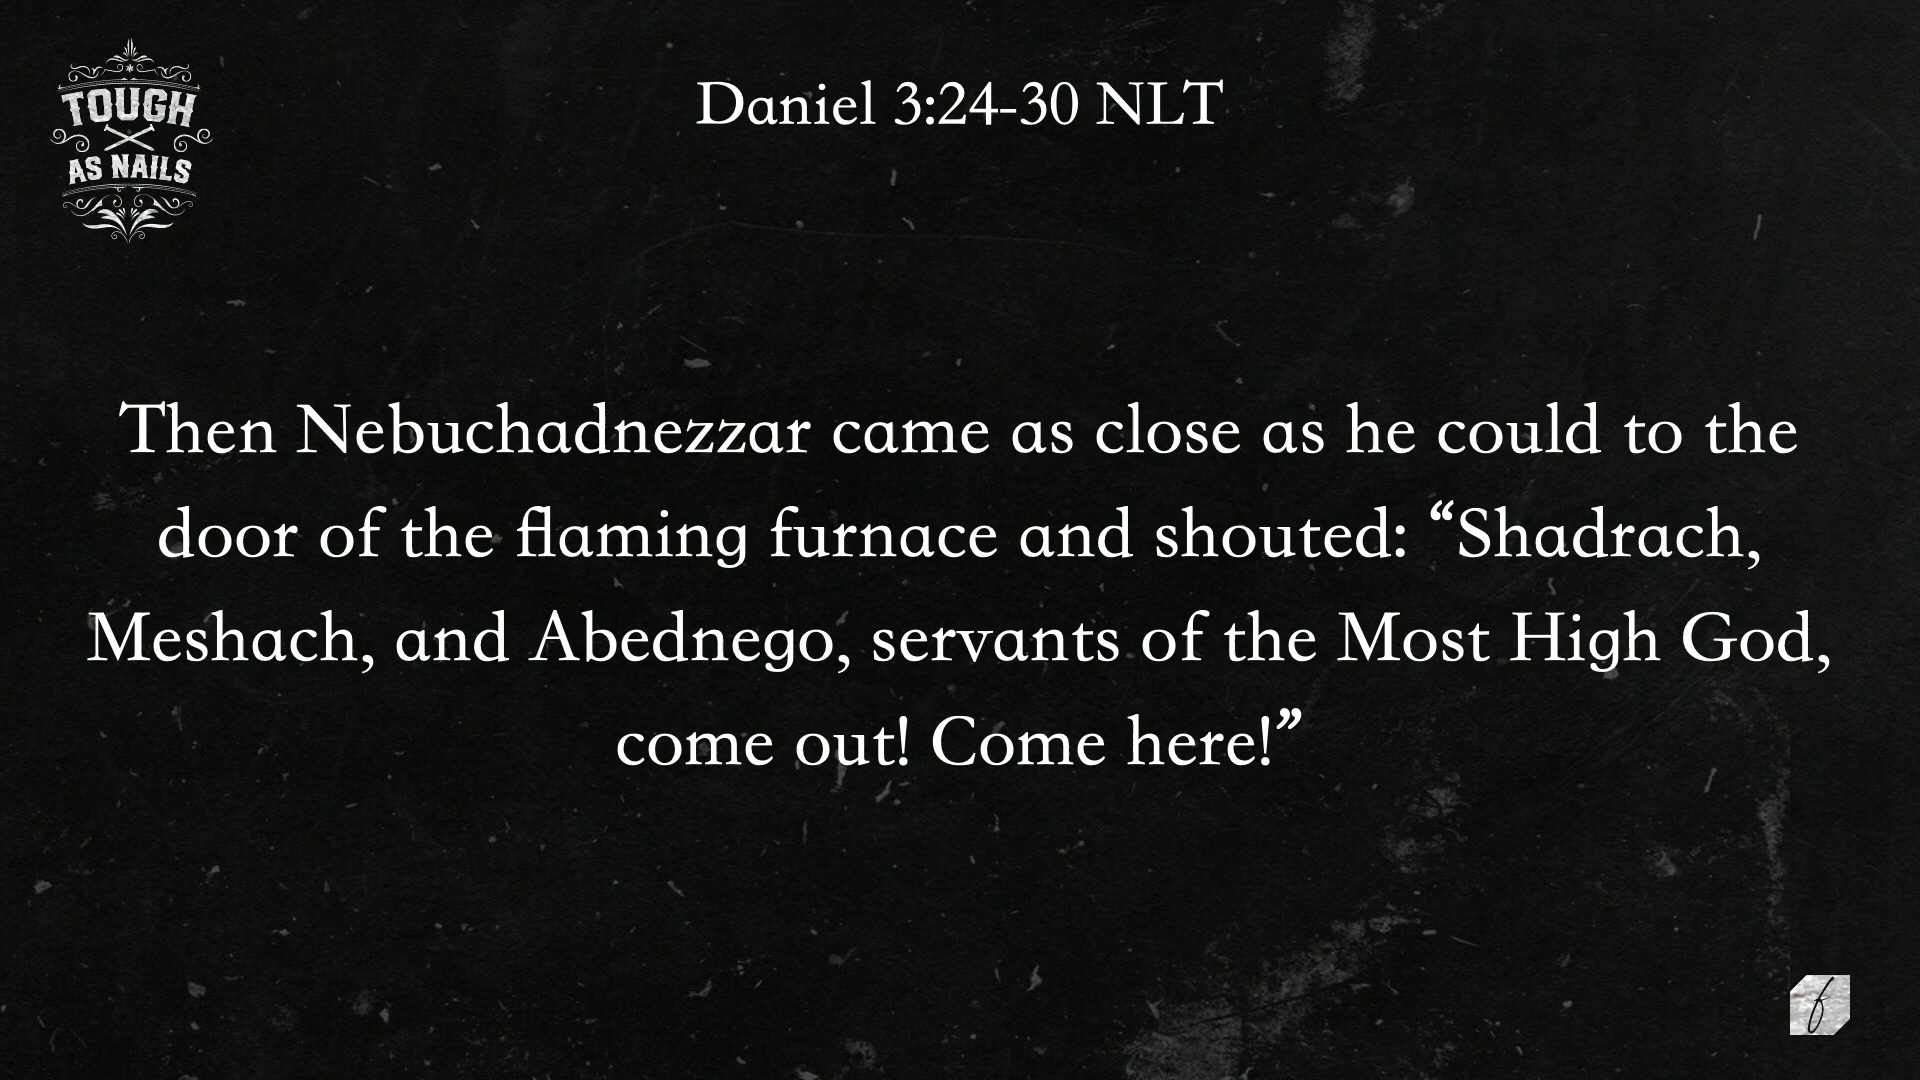 TOUGH
AS NAILS
Daniel 3:24-30 NLT
Then Nebuchadnezzar came as close as he could to the
door of the flaming furnace and shouted: “Shadrach,
Meshach, and Abednego, servants of the Most High God,
come out! Come here!”
f